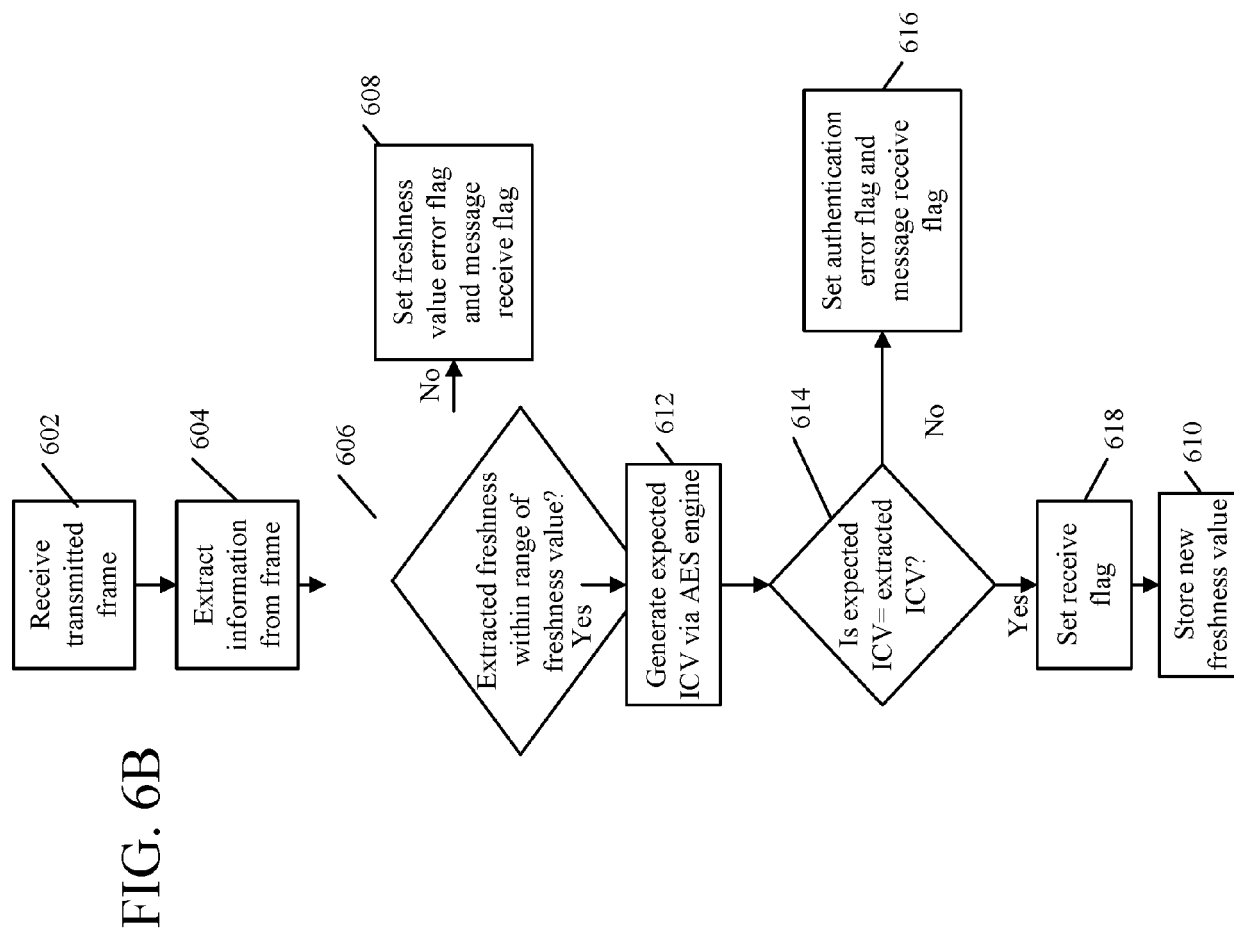 FIG. 6B
602
Receive
transmitted
frame
604
Extract
information
from frame
606
Extracted freshness
within range of
freshness value?
No
608
Set freshness
value error flag
and message
receive flag
Yes
612
Generate expected
ICV via AES engine
614
Is expected
ICV= extracted
ICV?
No
616
Set authentication
error flag and
message receive
flag
Yes
618
Set receive
flag
610
Store new
freshness value